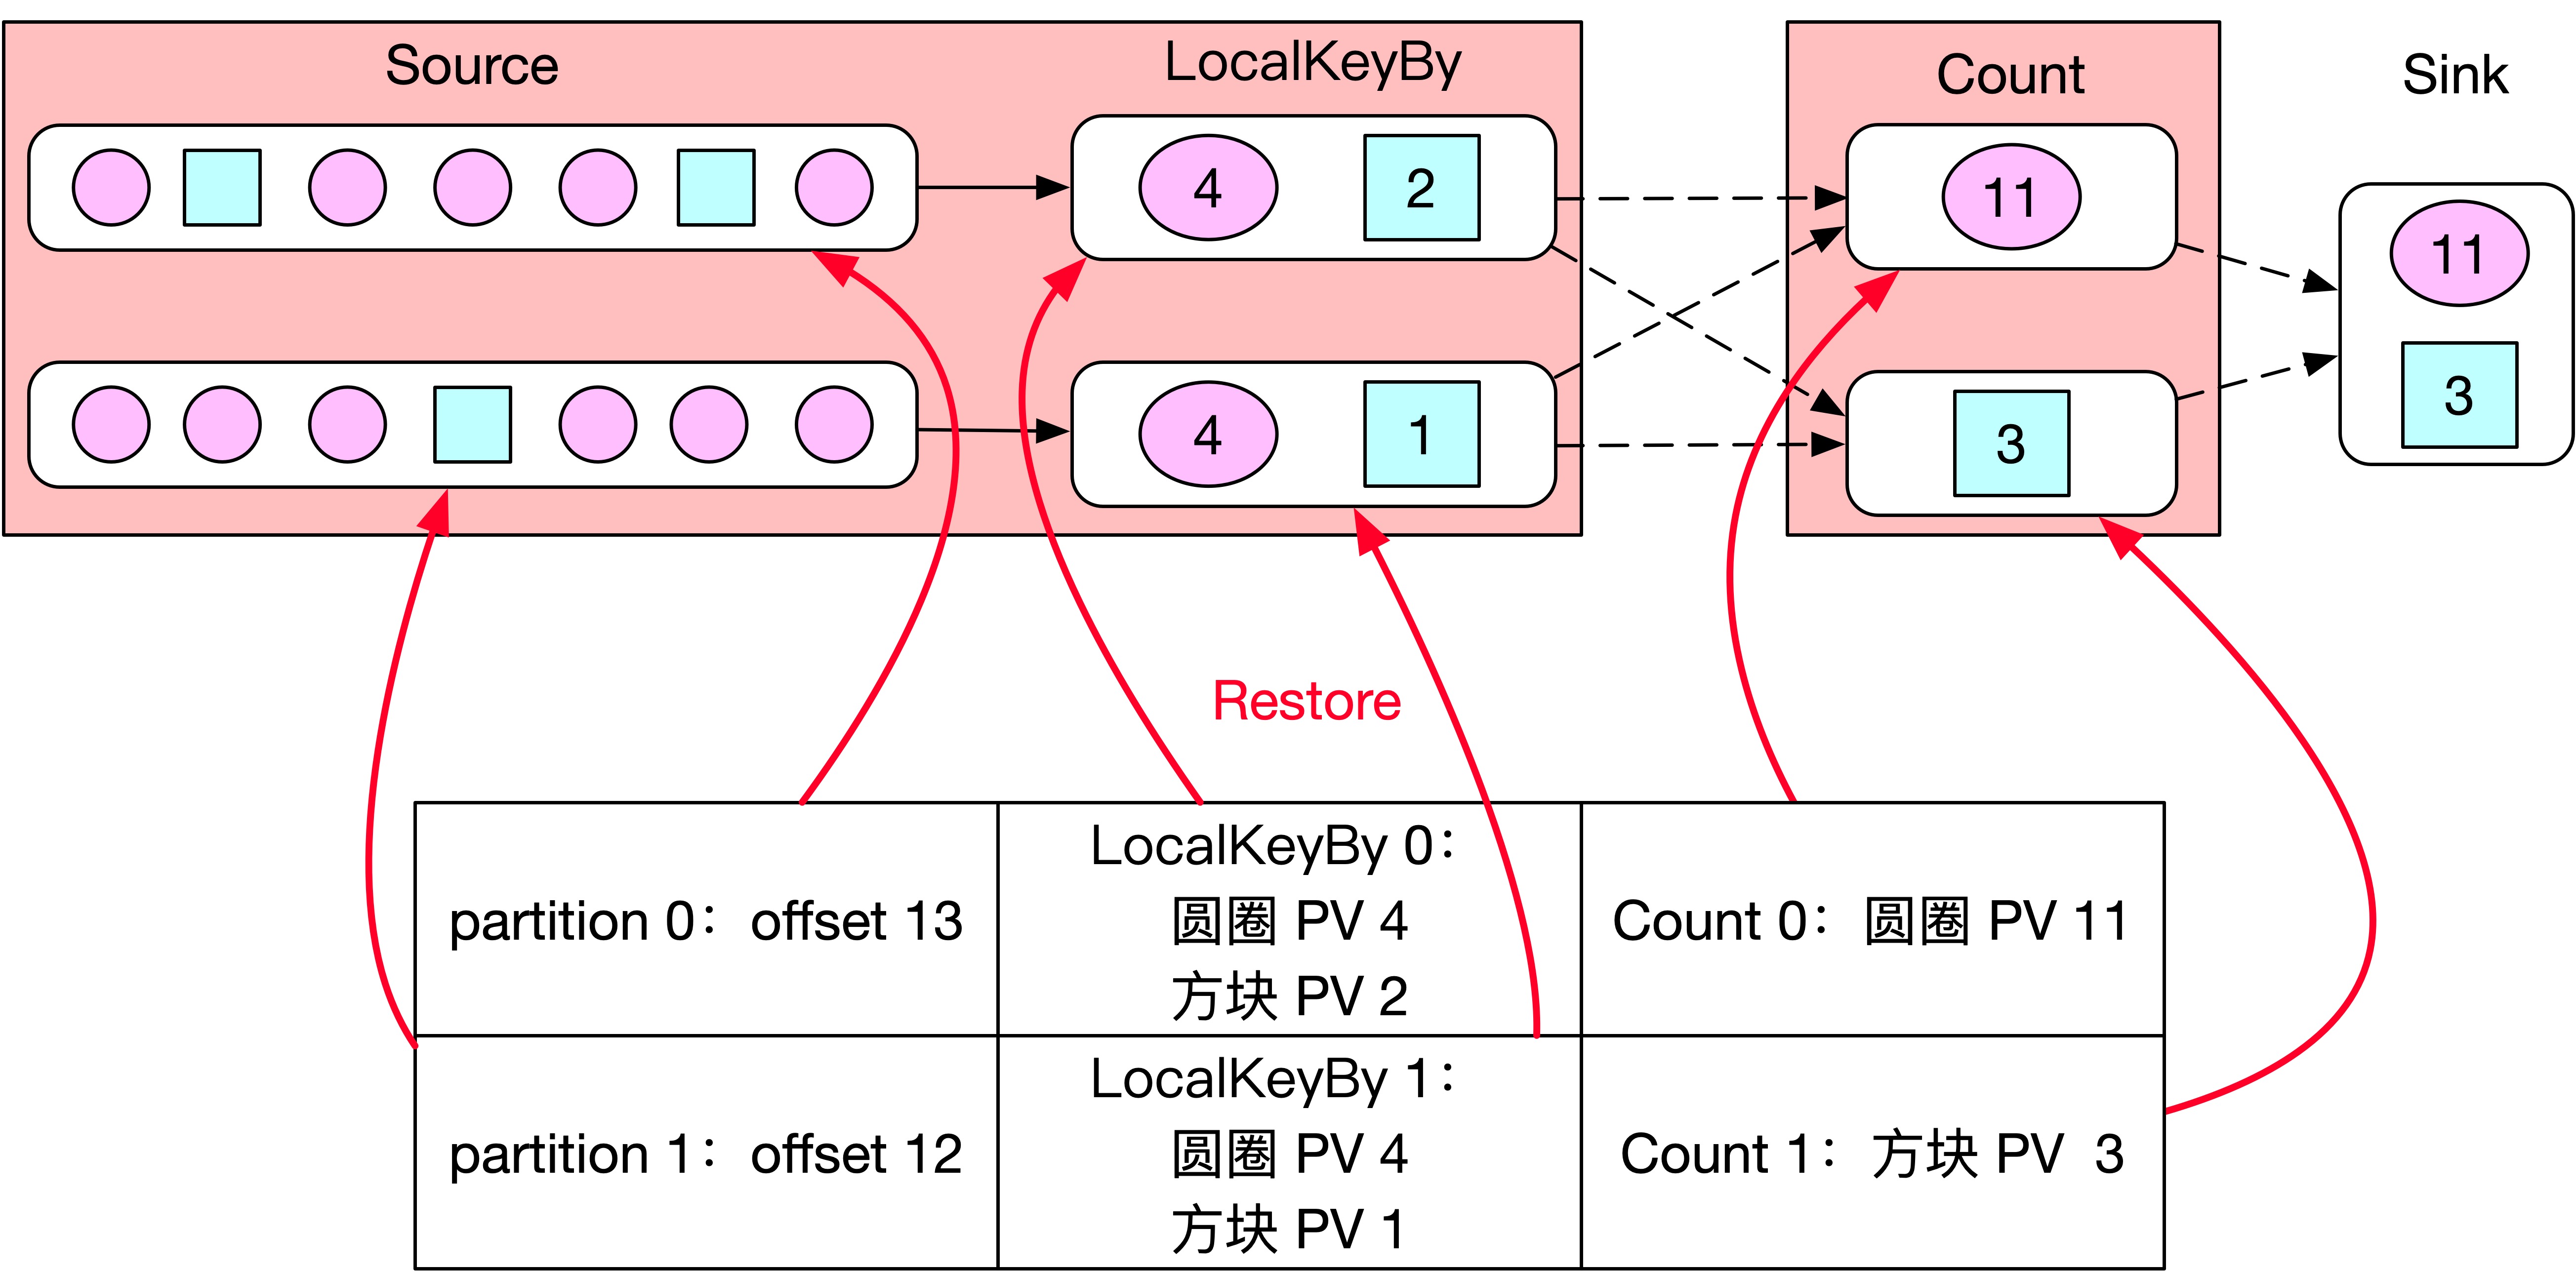 Source
LocalKeyBy
Count
Sink
4
2
11
11
4
1
3
3
Restore
partition 0：offset 13
LocalKeyBy 0：
圆圈 PV 4
方块 PV 2
Count 0：圆圈 PV 11
partition 1：offset 12
LocalKeyBy 1：
圆圈 PV 4
方块 PV 1
Count 1：方块 PV  3